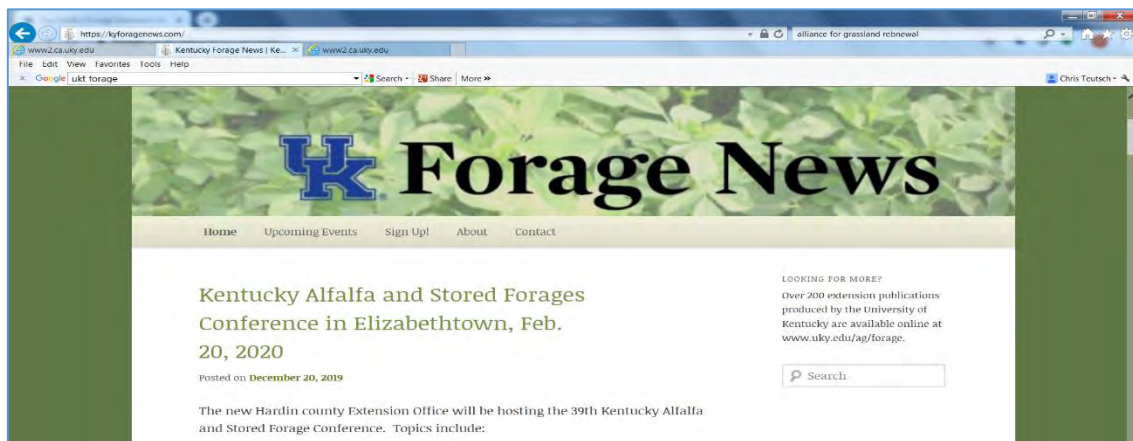 https://kyforagenews.com/
alliance for grassland rebnewal
www2.ca.uky.edu
Kentucky Forage News | Ke...
www2.ca.uky.edu
File Edit View Favorites Tools Help
Google ukt forage Search Share More »
Chris Teutsch
UK Forage News
Home Upcoming Events Sign Up! About Contact
Kentucky Alfalfa and Stored Forages
Conference in Elizabethtown, Feb.
20, 2020
Posted on December 20, 2019
The new Hardin county Extension Office will be hosting the 39th Kentucky Alfalfa
and Stored Forage Conference. Topics include:
LOOKING FOR MORE?
Over 200 extension publications
produced by the University of
Kentucky are available online at
www.uky.edu/ag/forage.
Search